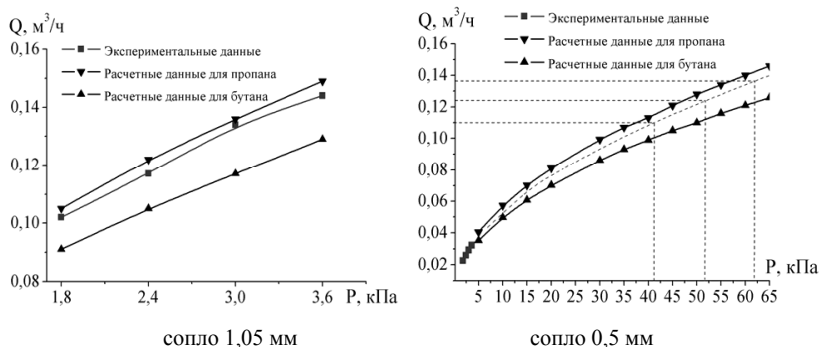 Q, м³/ч
0,16
0,14
0,12
0,10
0,08
Экспериментальные данные
Расчетные данные для пропана
Расчетные данные для бутана
1,8 2,4 3,0 3,6 P, кПа
сопло 1,05 мм
Q, м³/ч
0,16
0,14
0,12
0,10
0,08
0,06
0,04
0,02
Экспериментальные данные
Расчетные данные для пропана
Расчетные данные для бутана
P, кПа
5 10 15 20 25 30 35 40 45 50 55 60 65
сопло 0,5 мм